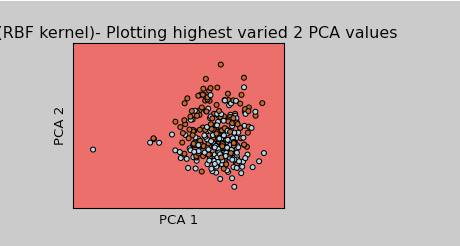 (RBF kernel)- Plotting highest varied 2 PCA values
PCA 2
PCA 1